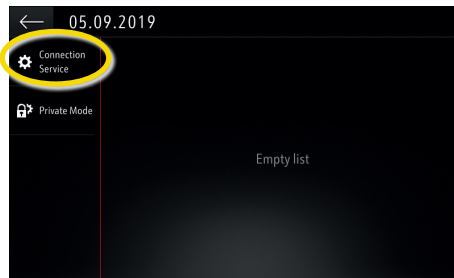 05.09.2019
Connection
Service
Private Mode
Empty list